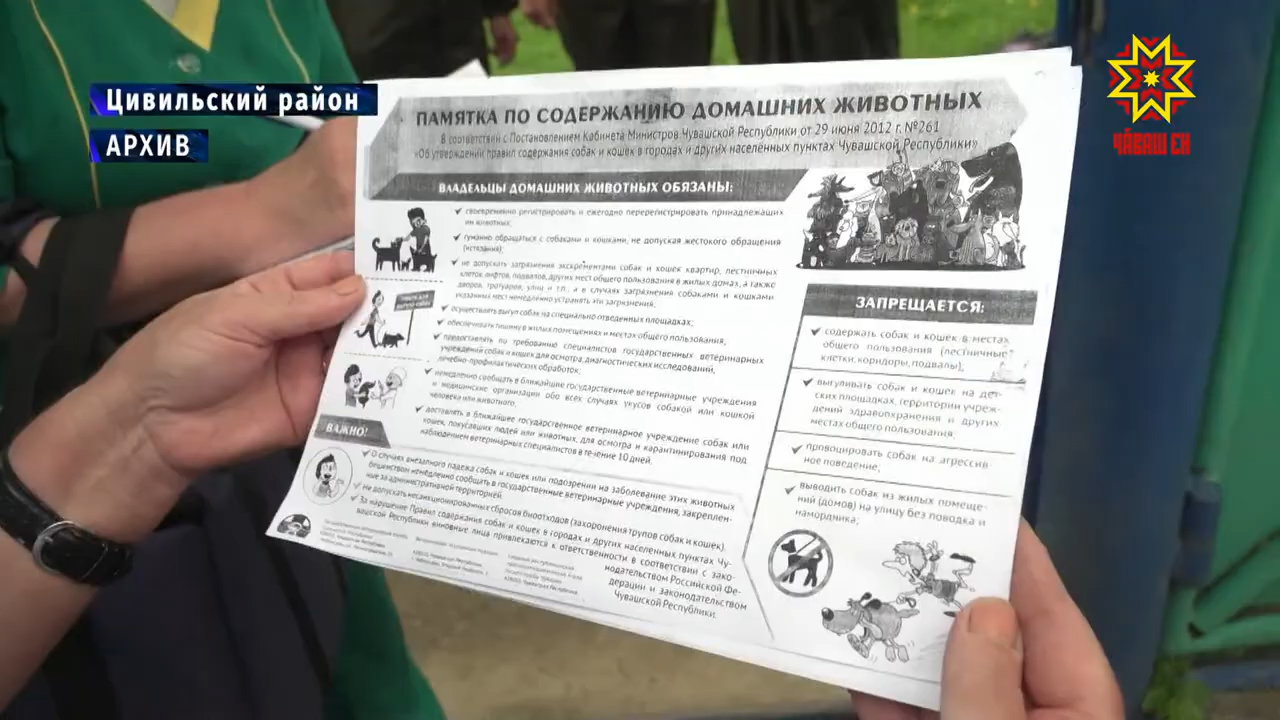 Цивильский район
АРХИВ
ЧӐВАШ ЕН
ПАМЯТКА ПО СОДЕРЖАНИЮ ДОМАШНИХ ЖИВОТНЫХ
В соответствии с Постановлением Кабинета Министров Чувашской Республики от 29 июня 2012 г. №261
«Об утверждении правил содержания собак и кошек в городах и других населённых пунктах Чувашской Республики»
ВЛАДЕЛЬЦЫ ДОМАШНИХ ЖИВОТНЫХ ОБЯЗАНЫ:
своевременно регистрировать и ежегодно перерегистрировать принадлежащих
им животных;
гуманно обращаться с собаками и кошками, не допуская жестокого обращения
(истязания);
не допускать загрязнения экскрементами собак и кошек квартир, лестничных
клеток, лифтов, подвалов, других мест общего пользования в жилых домах, а также
дворов, тротуаров, улиц и т.п., а в случаях загрязнения собаками и кошками
указанных мест немедленно устранять эти загрязнения;
осуществлять выгул собак на специально отведенных площадках;
обеспечивать тишину в жилых помещениях и местах общего пользования;
предоставлять по требованию специалистов государственных ветеринарных
учреждений собак и кошек для осмотра, диагностических исследований,
лечебно-профилактических обработок;
немедленно сообщать в ближайшие государственные ветеринарные учреждения
и медицинские организации обо всех случаях укусов собакой или кошкой
человека или животного;
доставлять в ближайшее государственное ветеринарное учреждение собак или
кошек, покусавших людей или животных, для осмотра и карантинирования под
наблюдением ветеринарных специалистов в течение 10 дней.
ВАЖНО!
О случаях внезапного падежа собак и кошек или подозрении на заболевание этих животных
бешенством немедленно сообщать в государственные ветеринарные учреждения, закреплен-
ные за административной территорией.
Не допускать несанкционированных сбросов биоотходов (захоронения трупов собак и кошек).
За нарушение Правил содержания собак и кошек в городах и других населенных пунктах Чу-
вашской Республики виновные лица привлекаются к ответственности в соответствии с зако-
нодательством Российской Фе-
дерации и законодательством
Чувашской Республики.
ЗАПРЕЩАЕТСЯ:
содержать собак и кошек в местах
общего пользования (лестничные
клетки, коридоры, подвалы);
выгуливать собак и кошек на дет-
ских площадках, территории учреж-
дений здравоохранения и других
местах общего пользования;
провоцировать собак на агрессив-
ное поведение;
выводить собак из жилых помеще-
ний (домов) на улицу без поводка и
намордника;